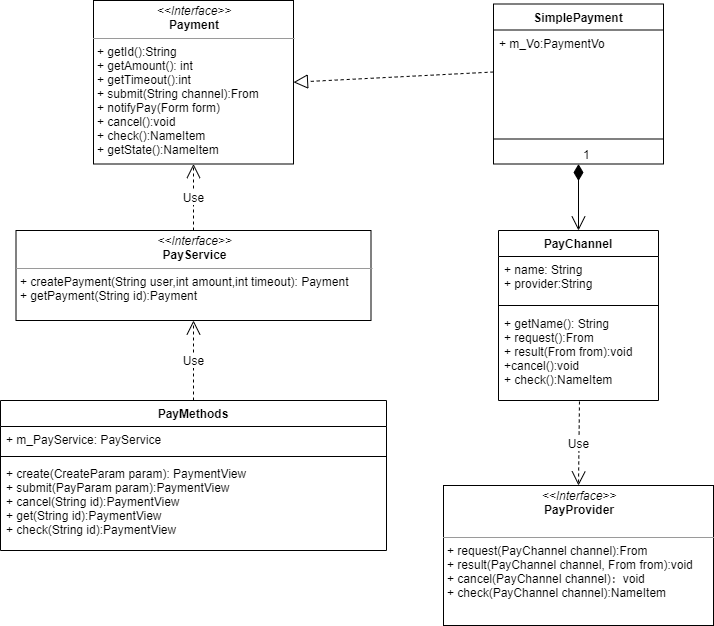 <<Interface>>
Payment
+ getId():String
+ getAmount(): int
+ getTimeout():int
+ submit(String channel):From
+ notifyPay(Form form)
+ cancel():void
+ check():NameItem
+ getState():NameItem
SimplePayment
+ m_Vo:PaymentVo
1
Use
<<Interface>>
PayService
+ createPayment(String user,int amount,int timeout): Payment
+ getPayment(String id):Payment
PayChannel
+ name: String
+ provider:String
+ getName(): String
+ request():From
+ result(From from):void
+cancel():void
+ check():NameItem
Use
PayMethods
+ m_PayService: PayService
+ create(CreateParam param): PaymentView
+ submit(PayParam param):PaymentView
+ cancel(String id):PaymentView
+ get(String id):PaymentView
+ check(String id):PaymentView
Use
<<Interface>>
PayProvider
+ request(PayChannel channel):From
+ result(PayChannel channel, From from):void
+ cancel(PayChannel channel)：void
+ check(PayChannel channel):NameItem